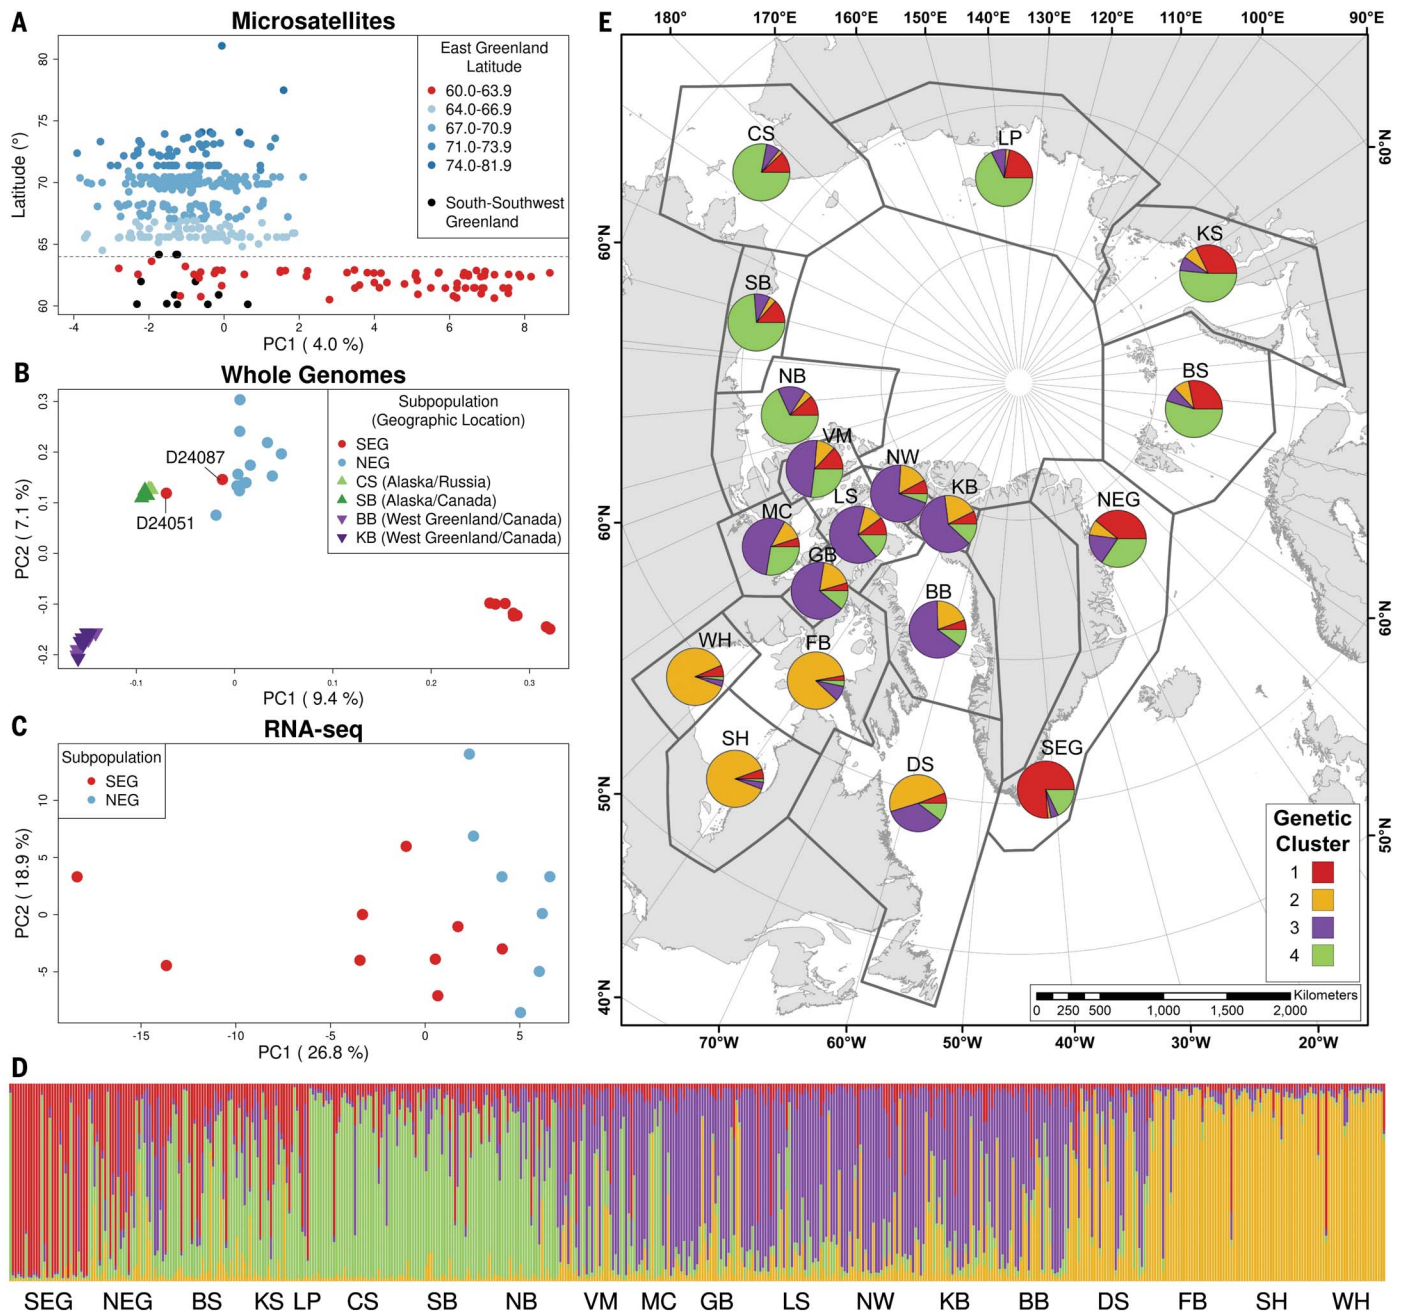 A
Microsatellites
80
75
70
65
60
Latitude (°)
-4 -2 0 2 4 6 8
PC1 ( 4.0 %)
East Greenland
Latitude
60.0-63.9
64.0-66.9
67.0-70.9
71.0-73.9
74.0-81.9
South-Southwest
Greenland
B
Whole Genomes
0.3
0.2
0.1
0.0
-0.1
-0.2
PC2 ( 7.1 %)
-0.1 0 0.1 0.2 0.3
PC1 ( 9.4 %)
D24087
D24051
Subpopulation
(Geographic Location)
SEG
NEG
CS (Alaska/Russia)
SB (Alaska/Canada)
BB (West Greenland/Canada)
KB (West Greenland/Canada)
C
RNA-seq
Subpopulation
SEG
NEG
10
5
0
-5
PC2 ( 18.9 %)
-15 -10 -5 0 5
PC1 ( 26.8 %)
E
180° 170°E 160°E 150°E 140°E 130°E 120°E 110°E 100°E 90°E
60°N
60°N
50°N
40°N
60°N
60°N
50°N
CS
LP
KS
SB
BS
NB
VM
NW
LS
KB
NEG
MC
GB
BB
WH
FB
SH
DS
SEG
Genetic
Cluster
1
2
3
4
Kilometers
0 250 500 1,000 1,500 2,000
70°W 60°W 50°W 40°W 30°W 20°W
D
SEG NEG BS KS LP CS SB NB VM MC GB LS NW KB BB DS FB SH WH